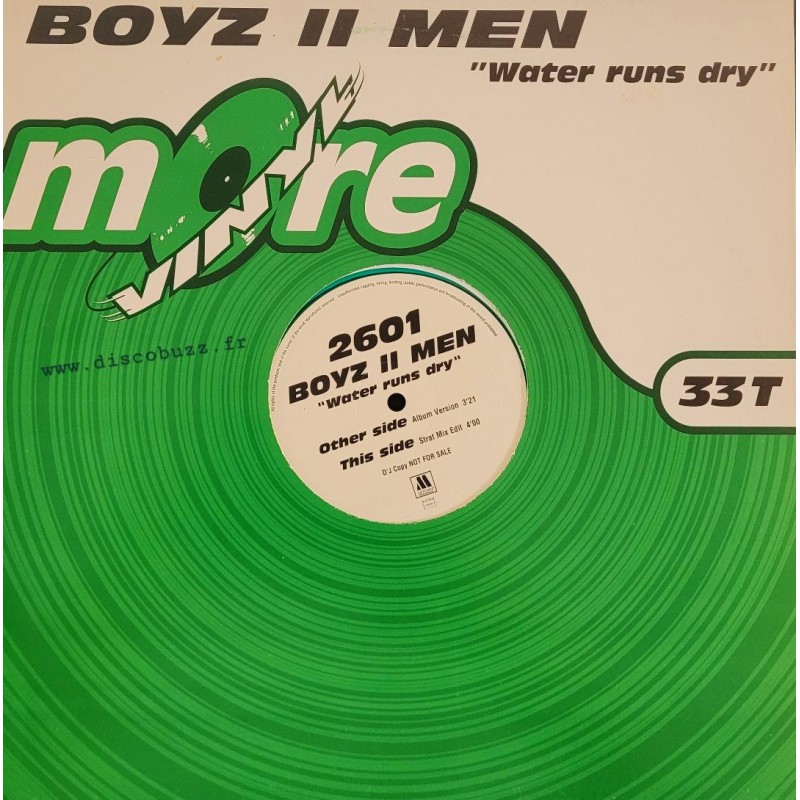 BOYZ II MEN
"Water runs dry"
more
VINYL
www.discobuzz.fr
33T
2601
BOYZ II MEN
"Water runs dry"
Other side Album Version 3'21
This side Strat Mix Edit 4'00
D'J Copy NOT FOR SALE
M